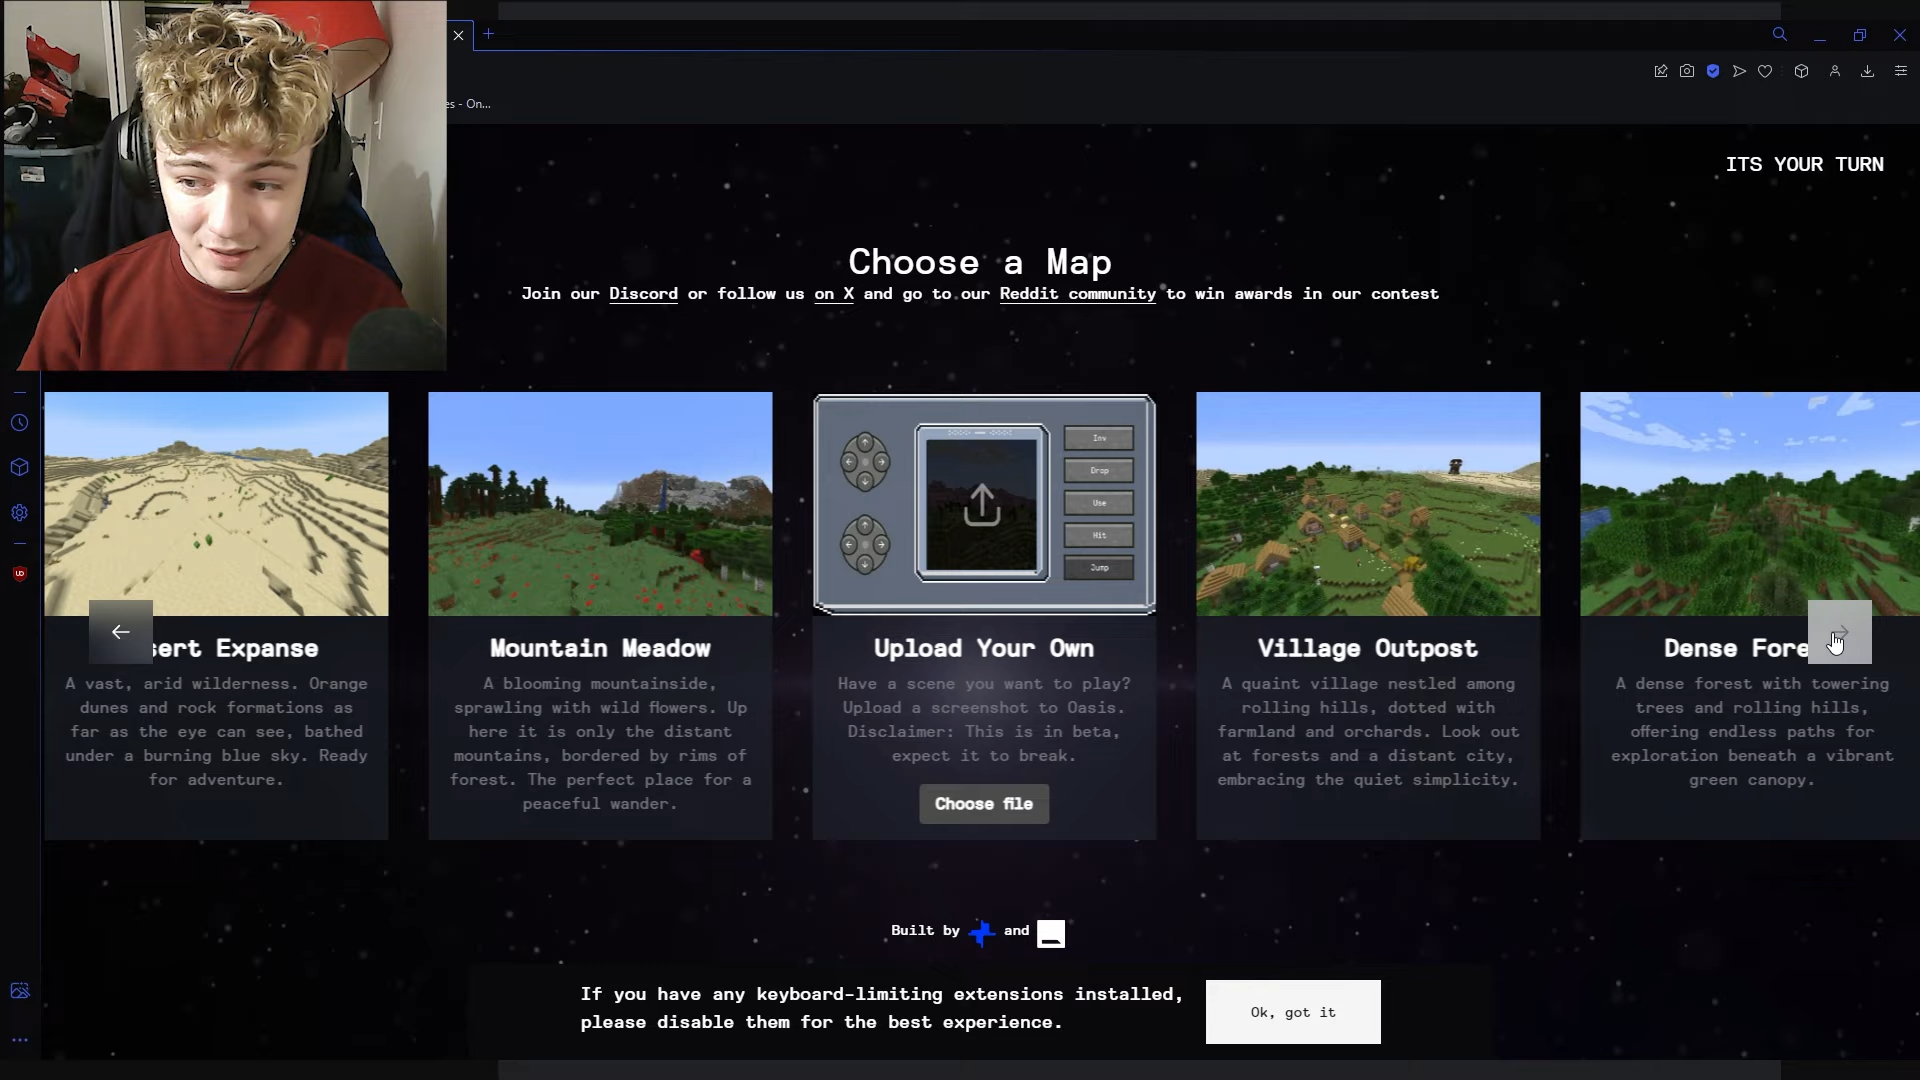 es - On...
ITS YOUR TURN
Choose a Map
Join our Discord or follow us on X and go to our Reddit community to win awards in our contest
Inv
Drop
Use
Hit
Jump
sert Expanse
A vast, arid wilderness. Orange
dunes and rock formations as
far as the eye can see, bathed
under a burning blue sky. Ready
for adventure.
Mountain Meadow
A blooming mountainside,
sprawling with wild flowers. Up
here it is only the distant
mountains, bordered by rims of
forest. The perfect place for a
peaceful wander.
Upload Your Own
Have a scene you want to play?
Upload a screenshot to Oasis.
Disclaimer: This is in beta,
expect it to break.
Choose file
Village Outpost
A quaint village nestled among
rolling hills, dotted with
farmland and orchards. Look out
at forests and a distant city,
embracing the quiet simplicity.
Dense Fore
A dense forest with towering
trees and rolling hills,
offering endless paths for
exploration beneath a vibrant
green canopy.
Built by and
If you have any keyboard-limiting extensions installed,
please disable them for the best experience.
Ok, got it